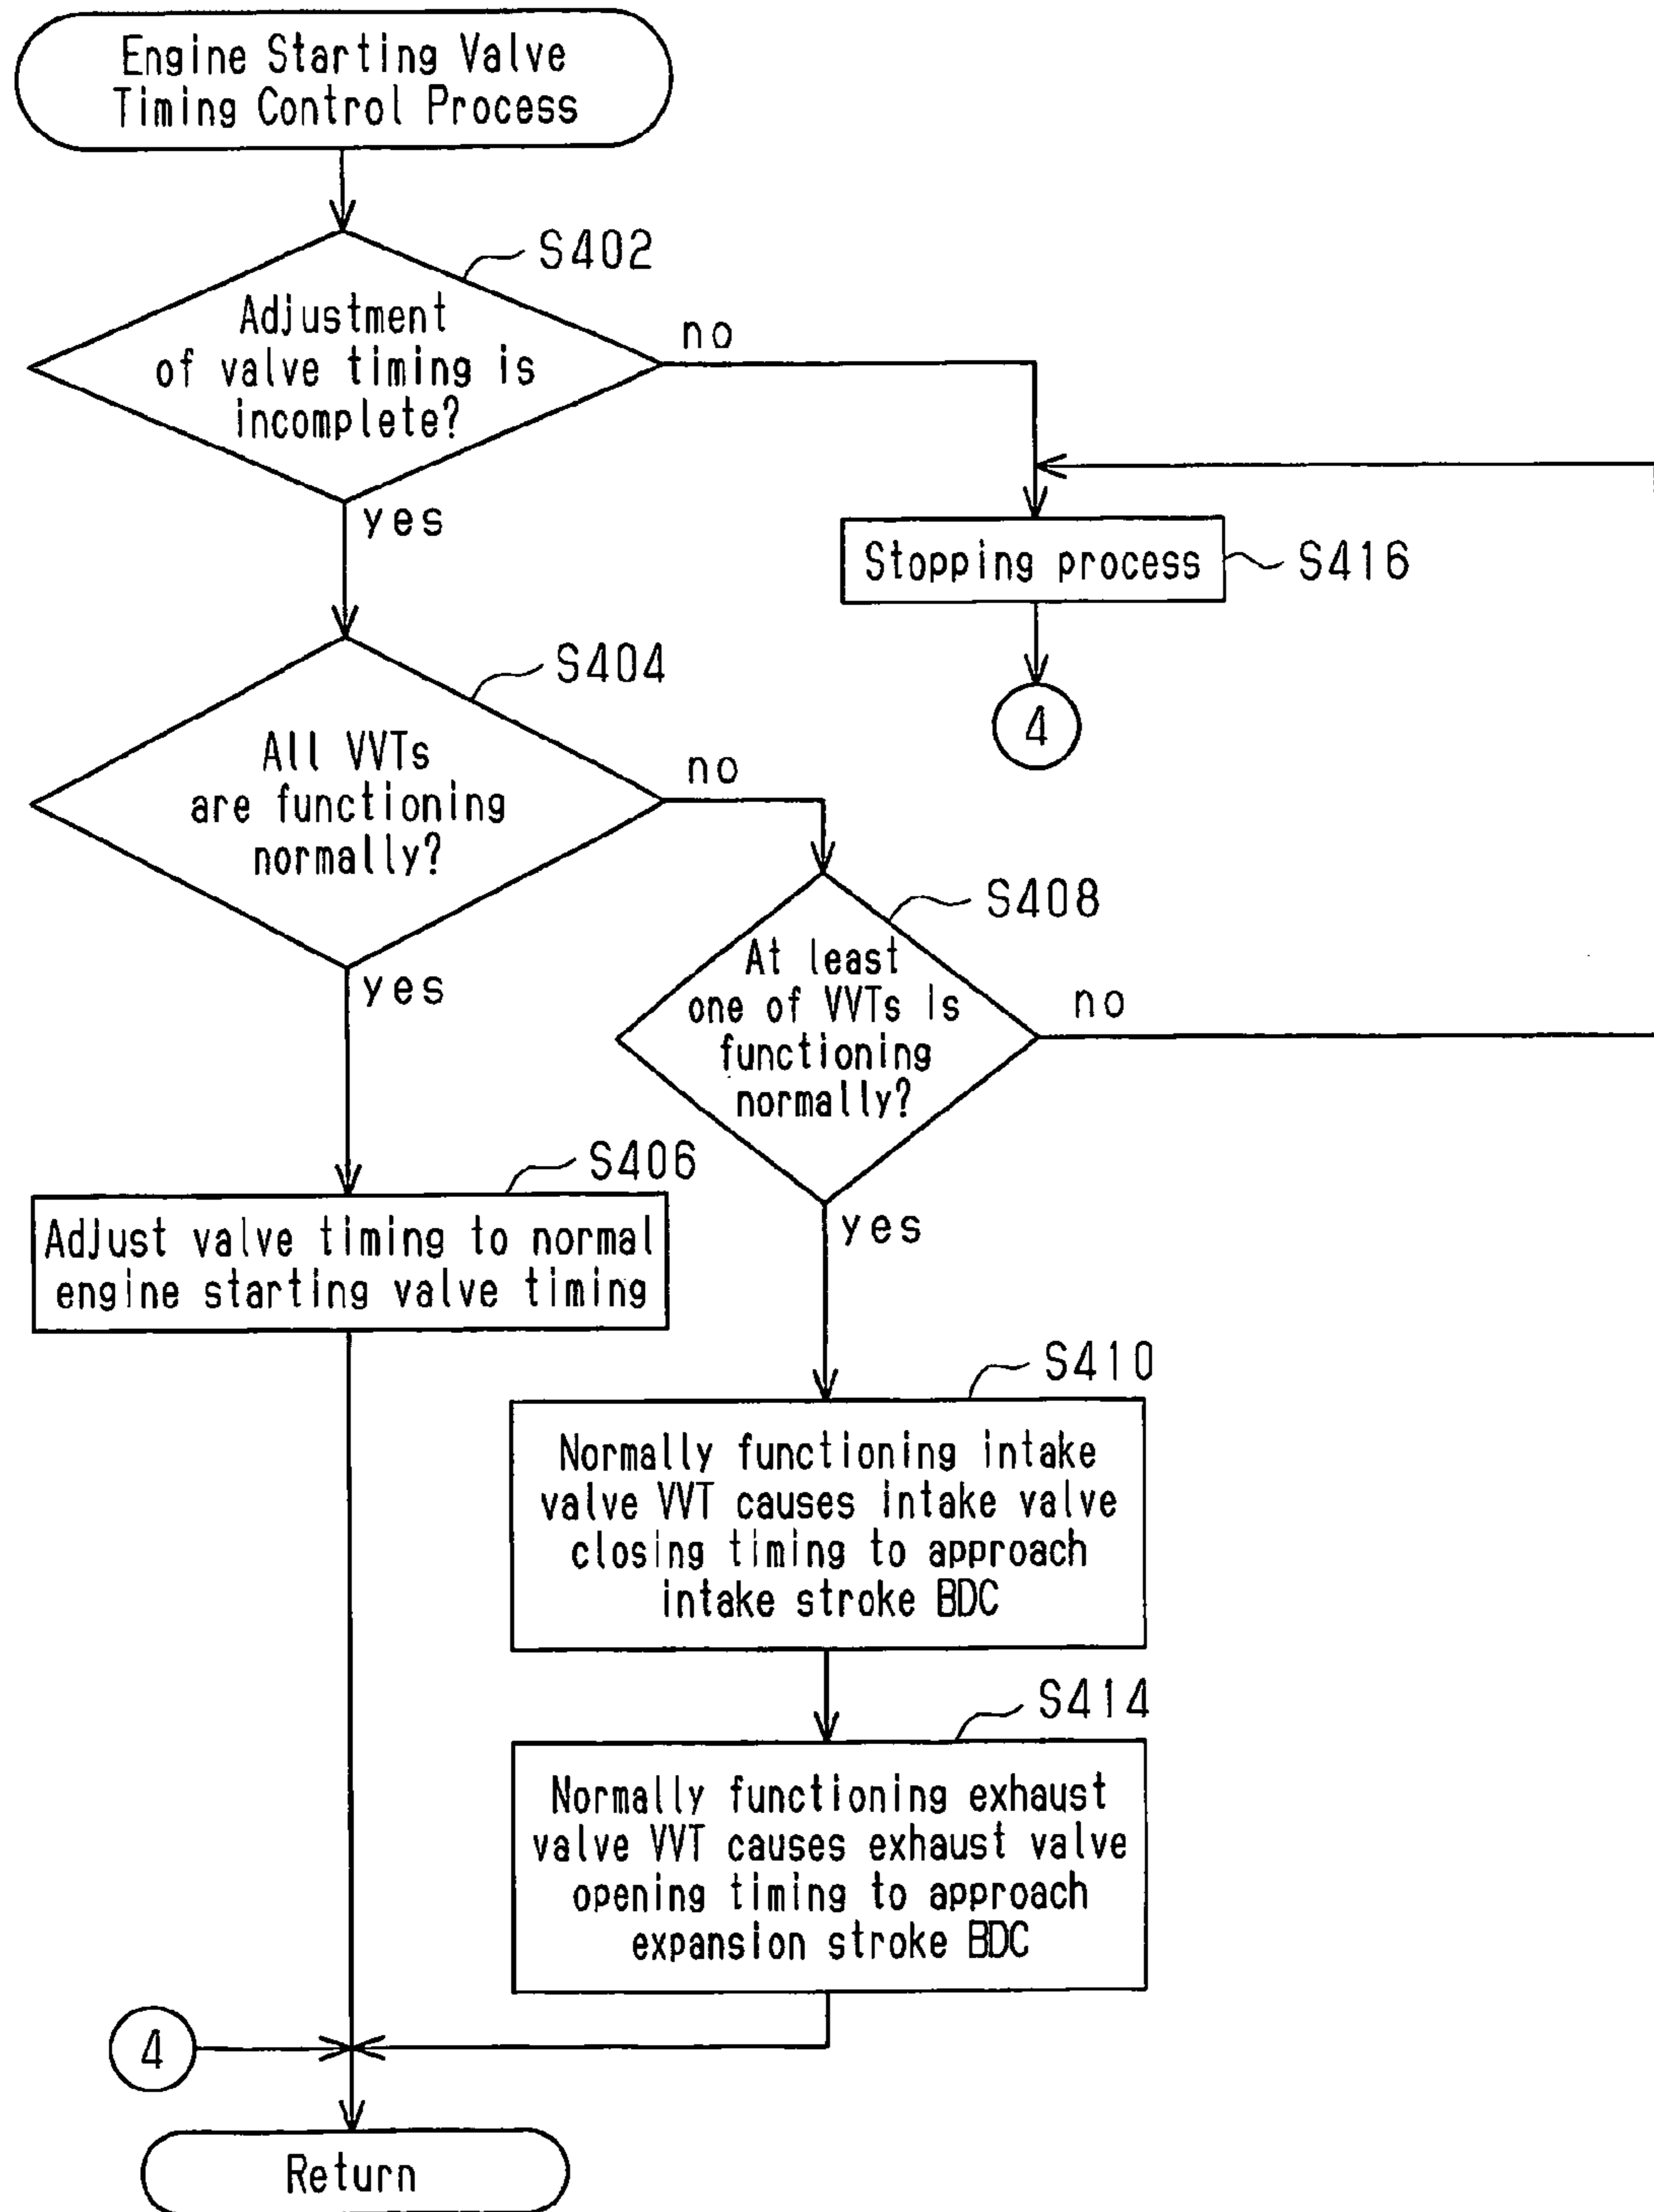 Engine Starting Valve
Timing Control Process
S402
Adjustment
of valve timing is
incomplete?
no
yes
Stopping process
S416
4
S404
All VVTs
are functioning
normally?
no
yes
S408
At least
one of VVTs is
functioning
normally?
no
yes
S406
Adjust valve timing to normal
engine starting valve timing
S410
Normally functioning intake
valve VVT causes intake valve
closing timing to approach
intake stroke BDC
S414
Normally functioning exhaust
valve VVT causes exhaust valve
opening timing to approach
expansion stroke BDC
4
Return